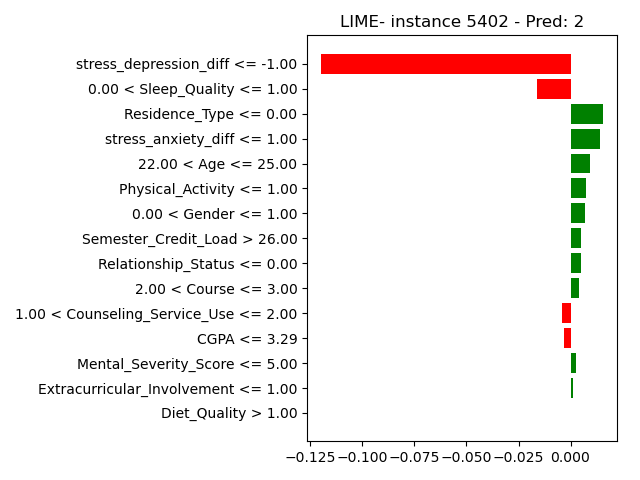 LIME- instance 5402 - Pred: 2
stress_depression_diff <= -1.00
0.00 < Sleep_Quality <= 1.00
Residence_Type <= 0.00
stress_anxiety_diff <= 1.00
22.00 < Age <= 25.00
Physical_Activity <= 1.00
0.00 < Gender <= 1.00
Semester_Credit_Load > 26.00
Relationship_Status <= 0.00
2.00 < Course <= 3.00
1.00 < Counseling_Service_Use <= 2.00
CGPA <= 3.29
Mental_Severity_Score <= 5.00
Extracurricular_Involvement <= 1.00
Diet_Quality > 1.00
−0.125 −0.100 −0.075 −0.050 −0.025 0.000